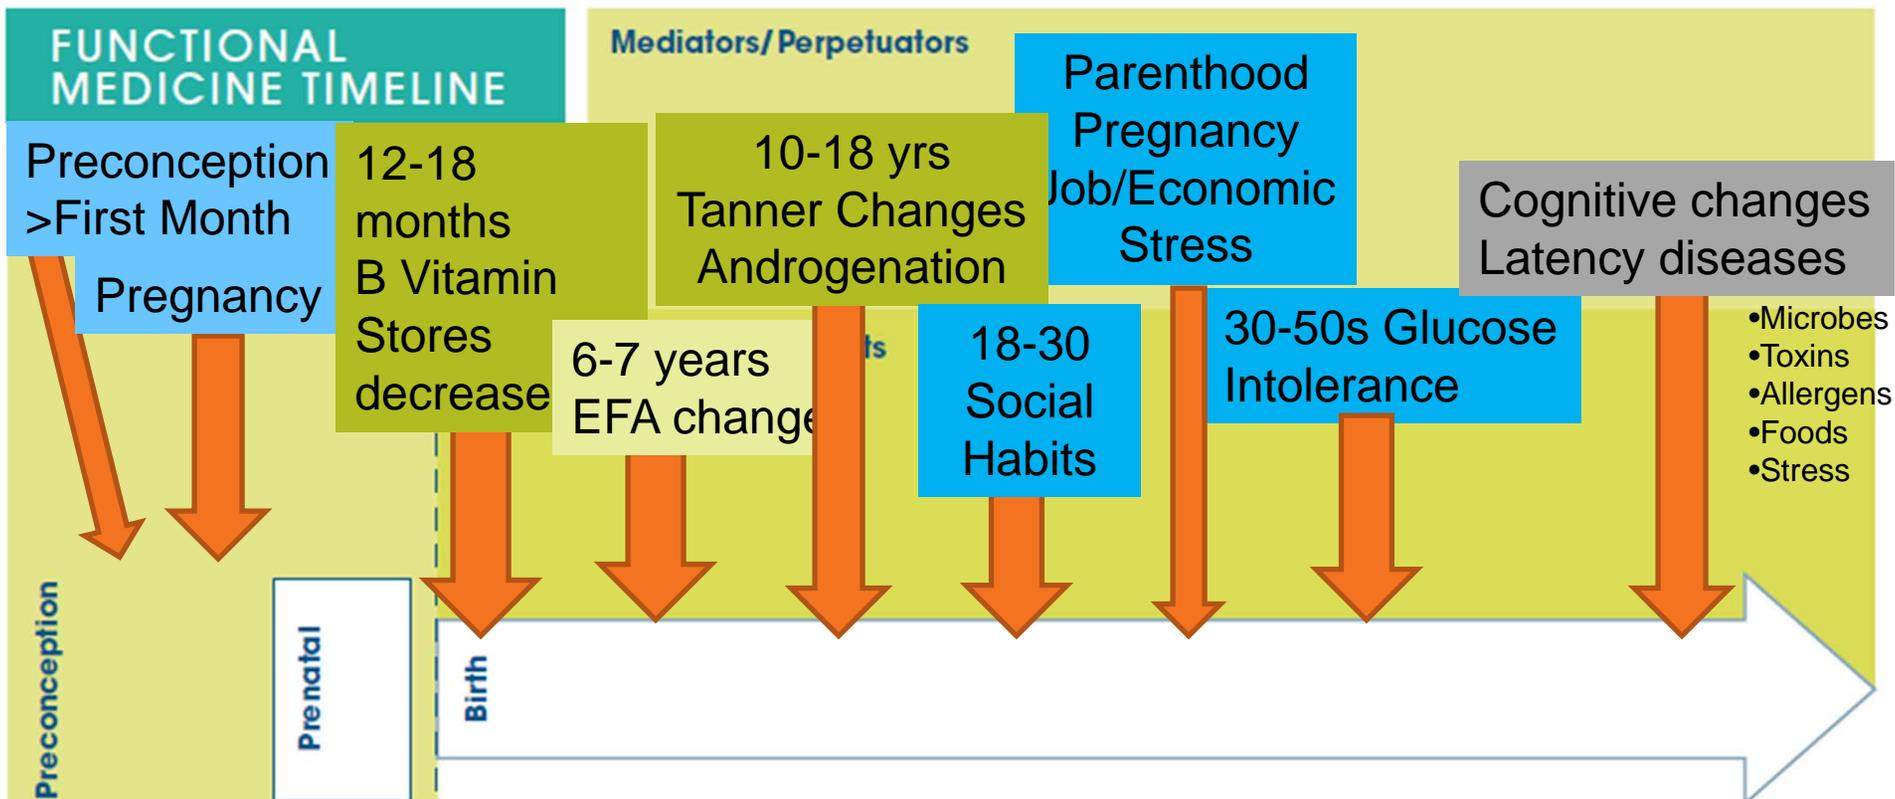 FUNCTIONAL
MEDICINE TIMELINE
Mediators/Perpetuators
Preconception
>First Month
Pregnancy
12-18
months
B Vitamin
Stores
decrease
6-7 years
EFA change
10-18 yrs
Tanner Changes
Androgenation
ts
18-30
Social
Habits
Parenthood
Pregnancy
Job/Economic
Stress
30-50s Glucose
Intolerance
Cognitive changes
Latency diseases
•Microbes
•Toxins
•Allergens
•Foods
•Stress
Preconception
Prenatal
Birth